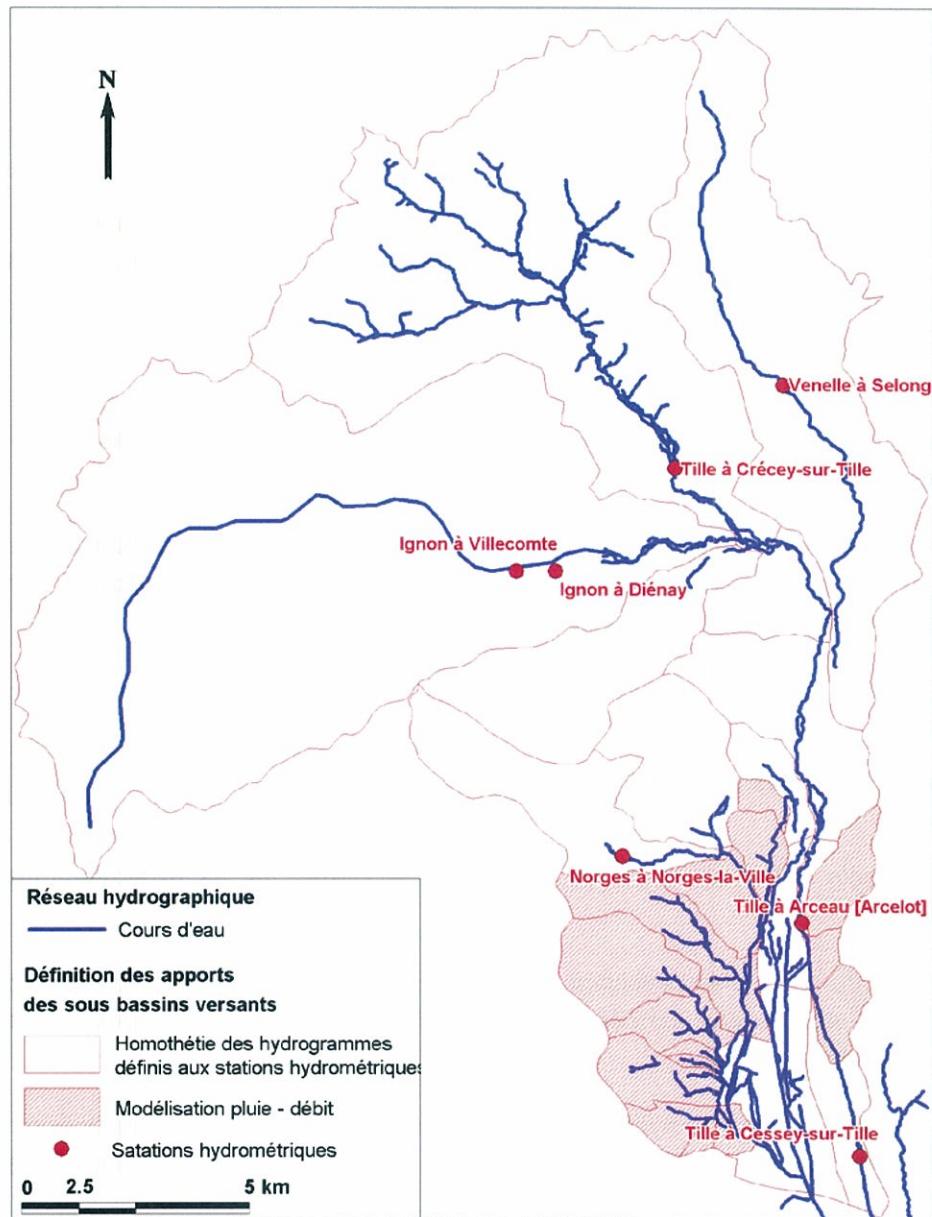 N
Venelle à Selong
Tille à Crécey-sur-Tille
Ignon à Villecomte
Ignon à Diénay
Norges à Norges-la-Ville
Tille à Arceau [Arcelot]
Tille à Cessey-sur-Tille
Réseau hydrographique
Cours d'eau
Définition des apports
des sous bassins versants
Homothétie des hydrogrammes
définis aux stations hydrométriques
Modélisation pluie - débit
Satations hydrométriques
0 2.5 5 km